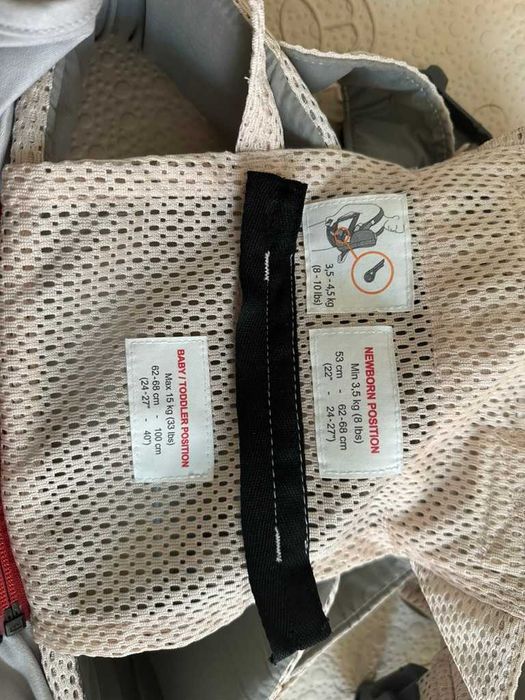 3,5 - 4,5 kg
(8 - 10 lbs)
NEWBORN POSITION
Min 3,5 kg (8 lbs)
53 cm - 62-68 cm
(22" - 24-27")
BABY/TODDLER POSITION
Max 15 kg (33 lbs)
62-68 cm - 100 cm
(24-27" - 40")